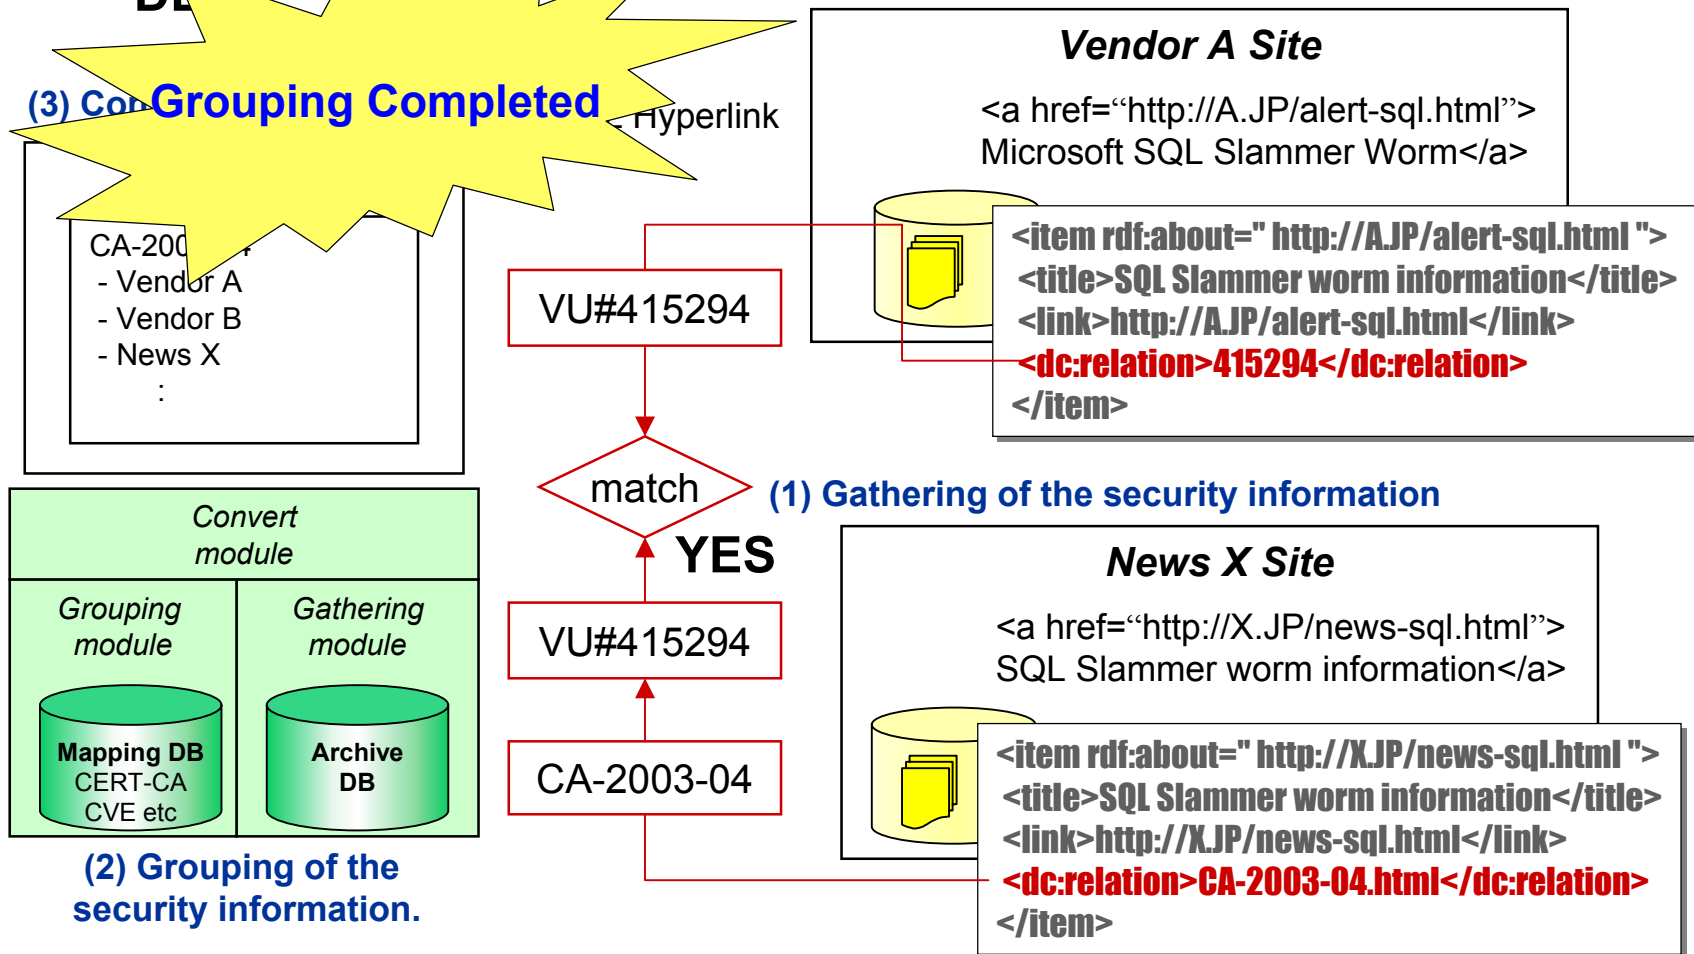 Grouping Completed
(3) Con
Hyperlink
CA-200 4
- Vendor A
- Vendor B
- News X
:
Convert
module
Grouping
module
Gathering
module
Mapping DB
CERT-CA
CVE etc
Archive
DB
(2) Grouping of the
security information.
VU#415294
match
YES
VU#415294
CA-2003-04
Vendor A Site
<a href=“http://A.JP/alert-sql.html”>
Microsoft SQL Slammer Worm</a>
<item rdf:about=" http://A.JP/alert-sql.html ">
<title>SQL Slammer worm information</title>
<link>http://A.JP/alert-sql.html</link>
<dc:relation>415294</dc:relation>
</item>
(1) Gathering of the security information
News X Site
<a href=“http://X.JP/news-sql.html”>
SQL Slammer worm information</a>
<item rdf:about=" http://X.JP/news-sql.html ">
<title>SQL Slammer worm information</title>
<link>http://X.JP/news-sql.html</link>
<dc:relation>CA-2003-04.html</dc:relation>
</item>